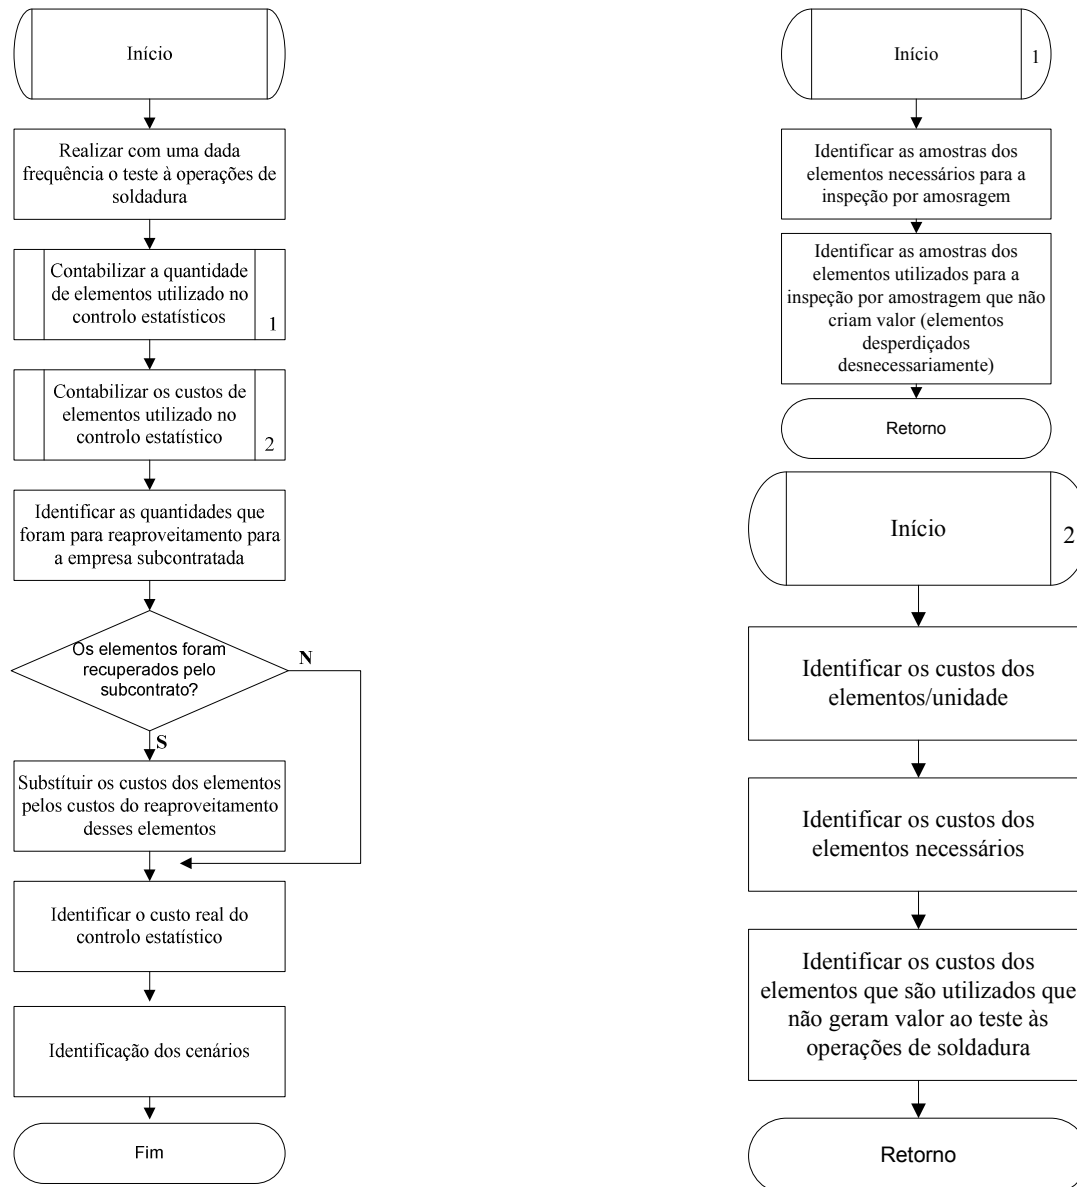 Início
Realizar com uma dada
frequência o teste à operações de
soldadura
Contabilizar a quantidade
de elementos utilizado no
controlo estatísticos
1
Contabilizar os custos de
elementos utilizado no
controlo estatístico
2
Identificar as quantidades que
foram para reaproveitamento para
a empresa subcontratada
Os elementos foram
recuperados pelo
subcontrato?
N
S
Substítuir os custos dos elementos
pelos custos do reaproveitamento
desses elementos
Identificar o custo real do
controlo estatístico
Identificação dos cenários
Fim
Início
1
Identificar as amostras dos
elementos necessários para a
inspeção por amosragem
Identificar as amostras dos
elementos utilizados para a
inspeção por amostragem que não
criam valor (elementos
desperdiçados
desnecessariamente)
Retorno
Início
2
Identificar os custos dos
elementos/unidade
Identificar os custos dos
elementos necessários
Identificar os custos dos
elementos que são utilizados que
não geram valor ao teste às
operações de soldadura
Retorno